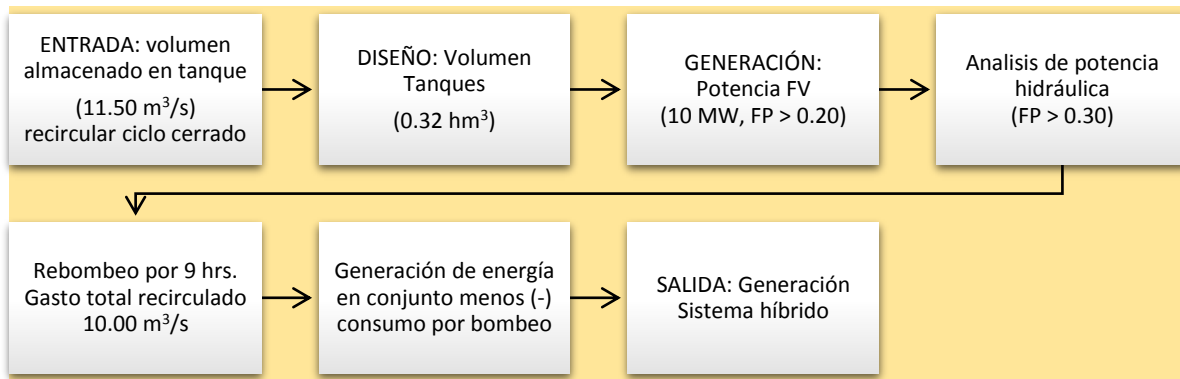 ENTRADA: volumen
almacenado en tanque
(11.50 m³/s)
recircular ciclo cerrado
DISEÑO: Volumen
Tanques
(0.32 hm³)
GENERACIÓN:
Potencia FV
(10 MW, FP > 0.20)
Analisis de potencia
hidráulica
(FP > 0.30)
Rebombeo por 9 hrs.
Gasto total recirculado
10.00 m³/s
Generación de energía
en conjunto menos (-)
consumo por bombeo
SALIDA: Generación
Sistema híbrido